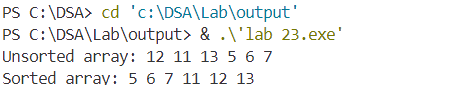 PS C:\DSA> cd 'c:\DSA\Lab\output'
PS C:\DSA\Lab\output> & .\'lab 23.exe'
Unsorted array: 12 11 13 5 6 7
Sorted array: 5 6 7 11 12 13